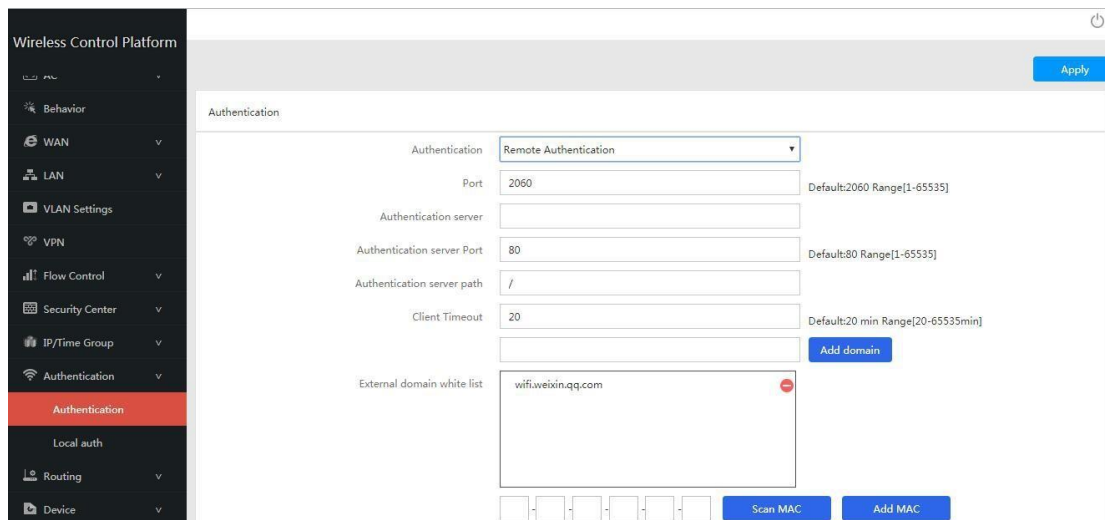 Wireless Control Platform
AC
Behavior
WAN
LAN
VLAN Settings
VPN
Flow Control
Security Center
IP/Time Group
Authentication
Authentication
Local auth
Routing
Device
Apply
Authentication
Authentication Remote Authentication
Port 2060 Default:2060 Range[1-65535]
Authentication server
Authentication server Port 80 Default:80 Range[1-65535]
Authentication server path /
Client Timeout 20 Default:20 min Range[20-65535min]
Add domain
External domain white list wifi.weixin.qq.com
- - - - - Scan MAC Add MAC